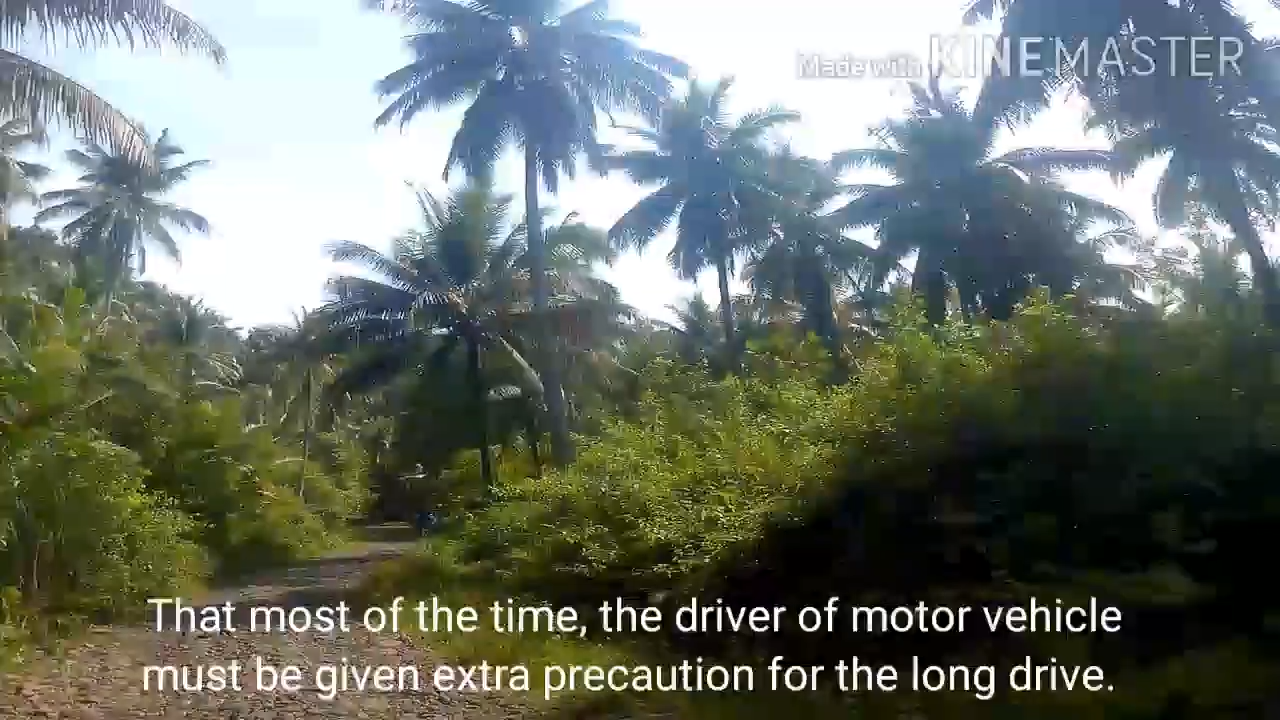 Made with KINEMASTER
That most of the time, the driver of motor vehicle
must be given extra precaution for the long drive.